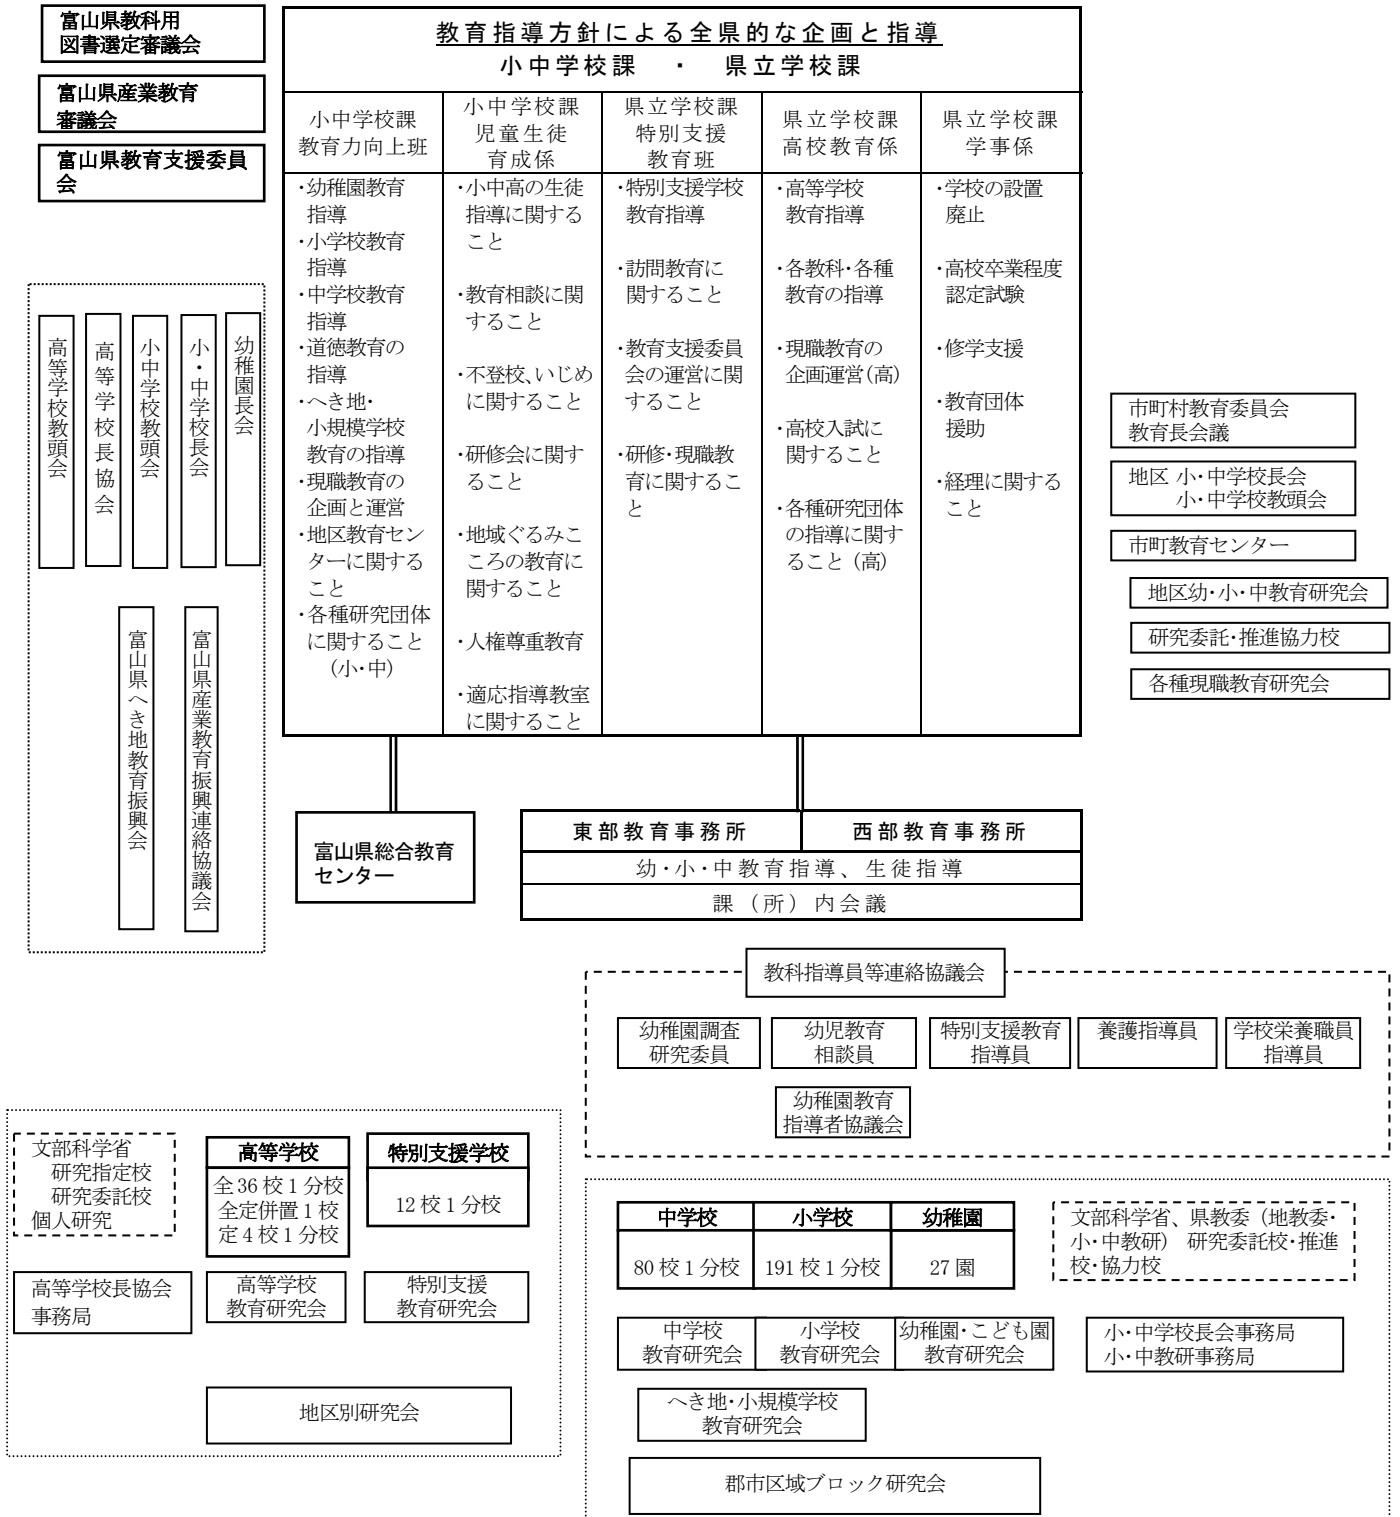 富山県教科用
図書選定審議会
富山県産業教育
審議会
富山県教育支援委員
会
教育指導方針による全県的な企画と指導
小中学校課　・　県立学校課
小中学校課
教育力向上班
・幼稚園教育
指導
・小学校教育
指導
・中学校教育
指導
・道徳教育の
指導
・へき地・
小規模学校
教育の指導
・現職教育の
企画と運営
・地区教育セン
ターに関する
こと
・各種研究団体
に関すること
（小・中）
小中学校課
児童生徒
育成係
・小中高の生徒
指導に関する
こと
・教育相談に関
すること
・不登校、いじめ
に関すること
・研修会に関す
ること
・地域ぐるみこ
ころの教育に
関すること
・人権尊重教育
・適応指導教室
に関すること
県立学校課
特別支援
教育班
・特別支援学校
教育指導
・訪問教育に
関すること
・教育支援委員
会の運営に関
すること
・研修・現職教
育に関するこ
と
県立学校課
高校教育係
・高等学校
教育指導
・各教科・各種
教育の指導
・現職教育の
企画運営（高）
・高校入試に
関すること
・各種研究団体
の指導に関す
ること（高）
県立学校課
学事係
・学校の設置
廃止
・高校卒業程度
認定試験
・修学支援
・教育団体
援助
・経理に関する
こと
高等学校教頭会
高等学校長協会
小中学校教頭会
小・中学校長会
幼稚園長会
富山県へき地教育振興会
富山県産業教育振興連絡協議会
市町村教育委員会
教育長会議
地区 小・中学校長会
小・中学校教頭会
市町教育センター
地区幼・小・中教育研究会
研究委託・推進協力校
各種現職教育研究会
富山県総合教育
センター
東部教育事務所
西部教育事務所
幼・小・中教育指導、生徒指導
課（所）内会議
教科指導員等連絡協議会
幼稚園調査
研究委員
幼児教育
相談員
特別支援教育
指導員
養護指導員
学校栄養職員
指導員
幼稚園教育
指導者協議会
文部科学省
研究指定校
研究委託校
個人研究
高等学校
全36校1分校
全定併置1校
定4校1分校
特別支援学校
12校1分校
高等学校長協会
事務局
高等学校
教育研究会
特別支援
教育研究会
地区別研究会
中学校
80校1分校
小学校
191校1分校
幼稚園
27園
文部科学省、県教委（地教委・
小・中教研） 研究委託校・推進
校・協力校
中学校
教育研究会
小学校
教育研究会
幼稚園・こども園
教育研究会
小・中学校長会事務局
小・中教研事務局
へき地・小規模学校
教育研究会
郡市区域ブロック研究会